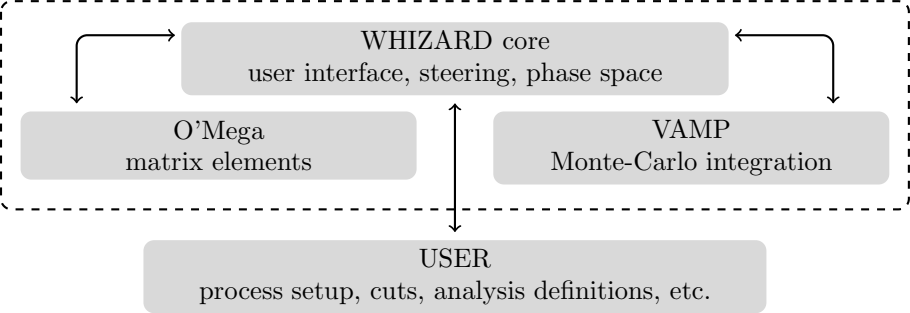 WHIZARD core
user interface, steering, phase space
O'Mega
matrix elements
VAMP
Monte-Carlo integration
USER
process setup, cuts, analysis definitions, etc.